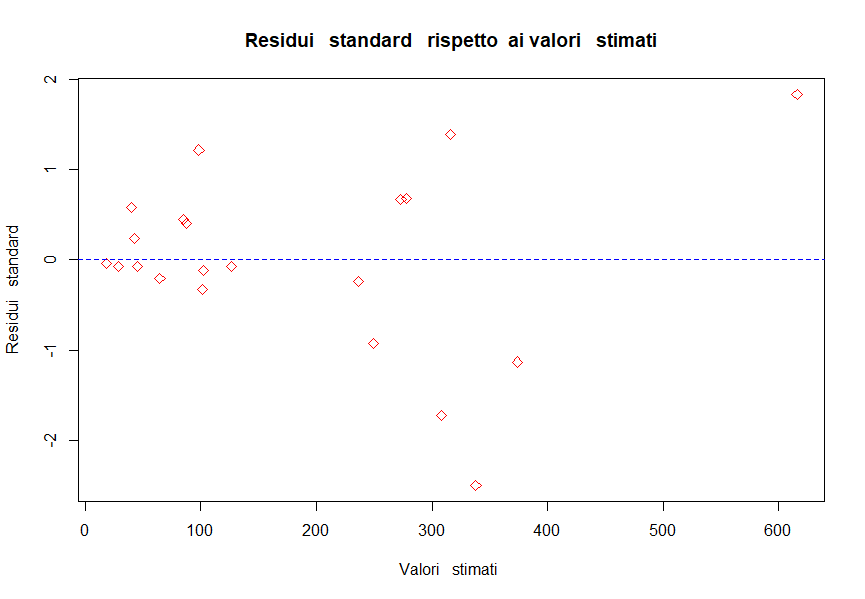 Residui standard rispetto ai valori stimati
2
1
0
-1
-2
Residui standard
0 100 200 300 400 500 600
Valori stimati